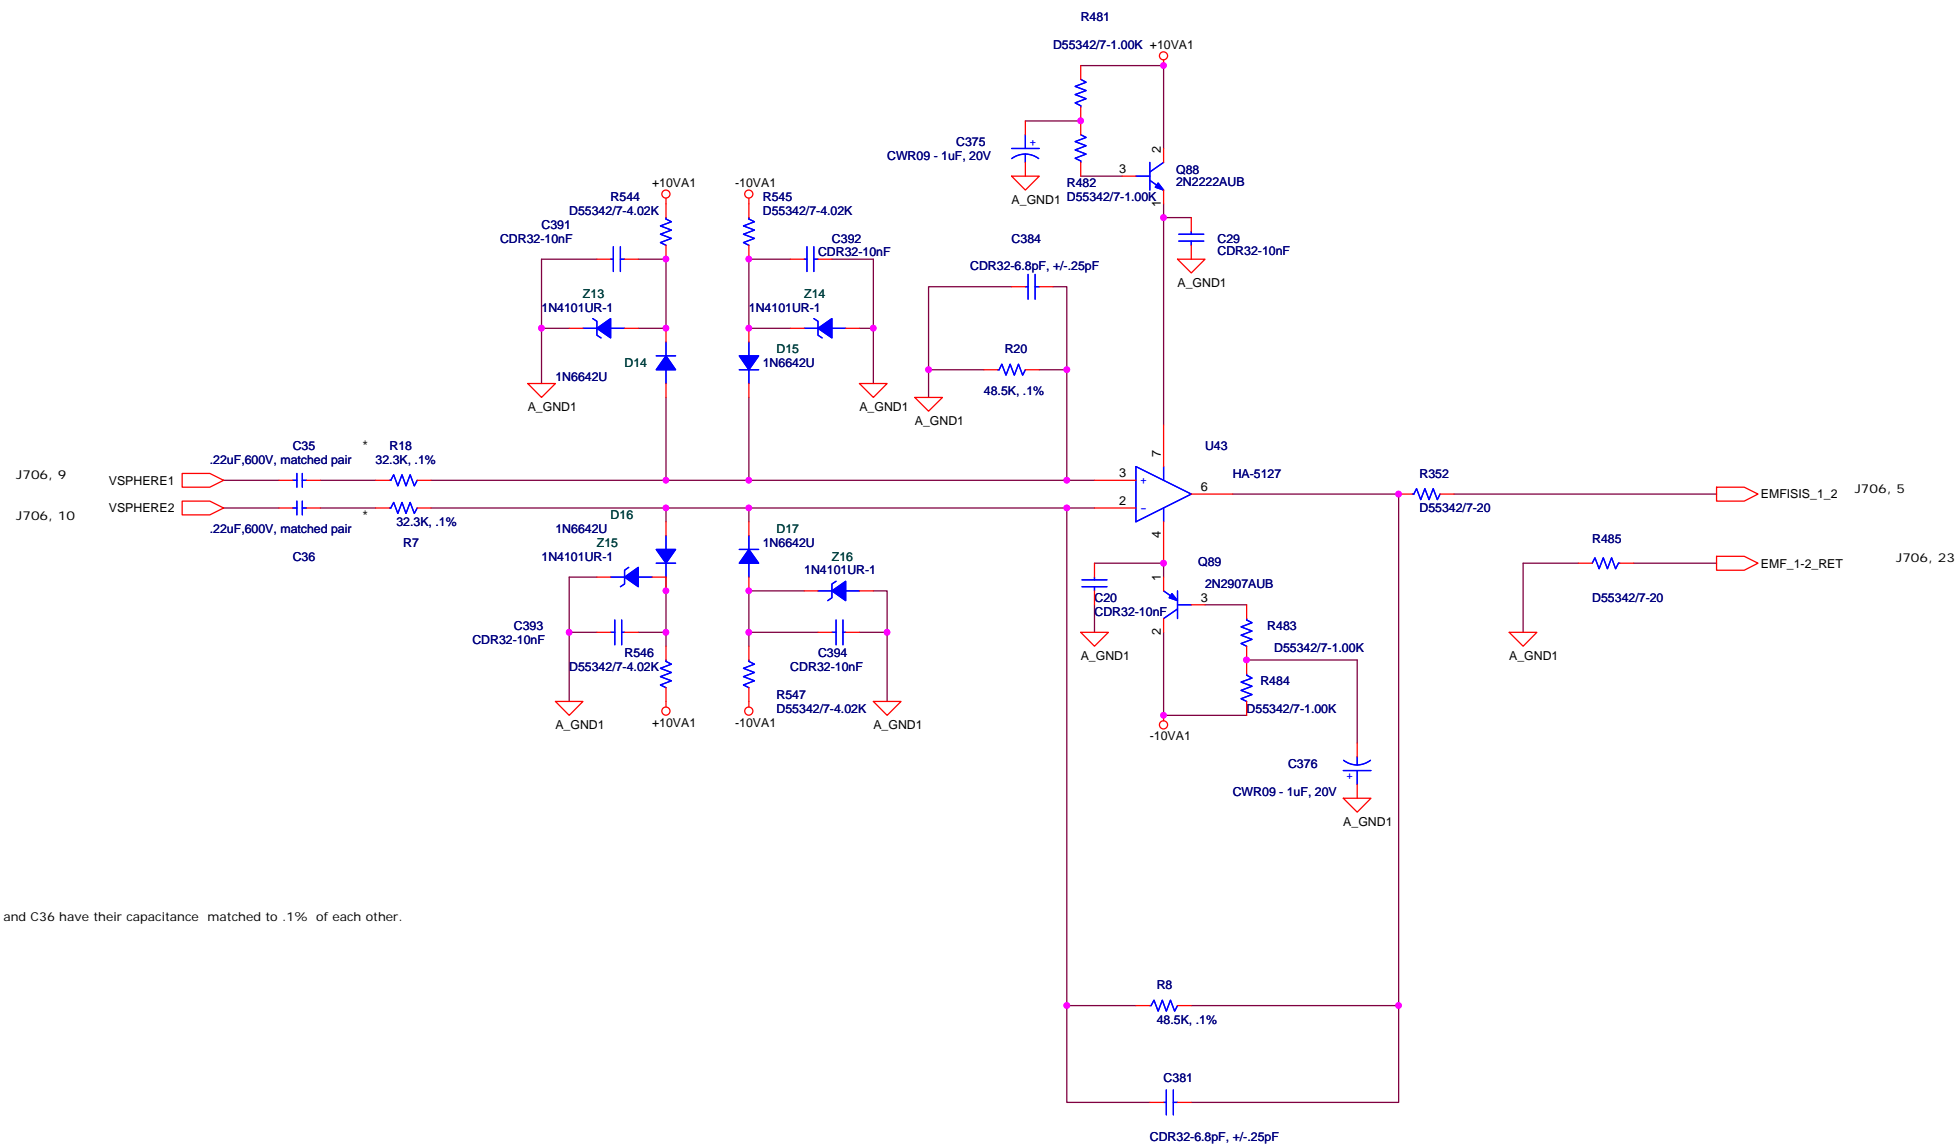 R481
D55342/7-1.00K +10VA1
C375
CWR09 - 1uF, 20V
2
3
Q88
2N2222AUB
R482
D55342/7-1.00K
A_GND1
1
+10VA1
-10VA1
R544
D55342/7-4.02K
R545
D55342/7-4.02K
C391
CDR32-10nF
C392
CDR32-10nF
C384
CDR32-6.8pF, +/-.25pF
C29
CDR32-10nF
A_GND1
Z13
1N4101UR-1
Z14
1N4101UR-1
D14
1N6642U
D15
1N6642U
R20
48.5K, .1%
A_GND1
A_GND1
A_GND1
C35
.22uF,600V, matched pair
*
R18
32.3K, .1%
J706, 9
VSPHERE1
J706, 10
VSPHERE2
.22uF,600V, matched pair
C36
*
32.3K, .1%
R7
U43
HA-5127
7
3
+
2
-
6
4
R352
D55342/7-20
EMFISIS_1_2
J706, 5
D16
1N6642U
Z15
1N4101UR-1
D17
1N6642U
Z16
1N4101UR-1
Q89
2N2907AUB
1
3
2
C20
CDR32-10nF
A_GND1
R485
D55342/7-20
EMF_1-2_RET
J706, 23
A_GND1
C393
CDR32-10nF
R546
D55342/7-4.02K
C394
CDR32-10nF
R547
D55342/7-4.02K
A_GND1
+10VA1
-10VA1
A_GND1
R483
D55342/7-1.00K
R484
D55342/7-1.00K
-10VA1
C376
+
CWR09 - 1uF, 20V
A_GND1
and C36 have their capacitance matched to .1% of each other.
R8
48.5K, .1%
C381
CDR32-6.8pF, +/-.25pF